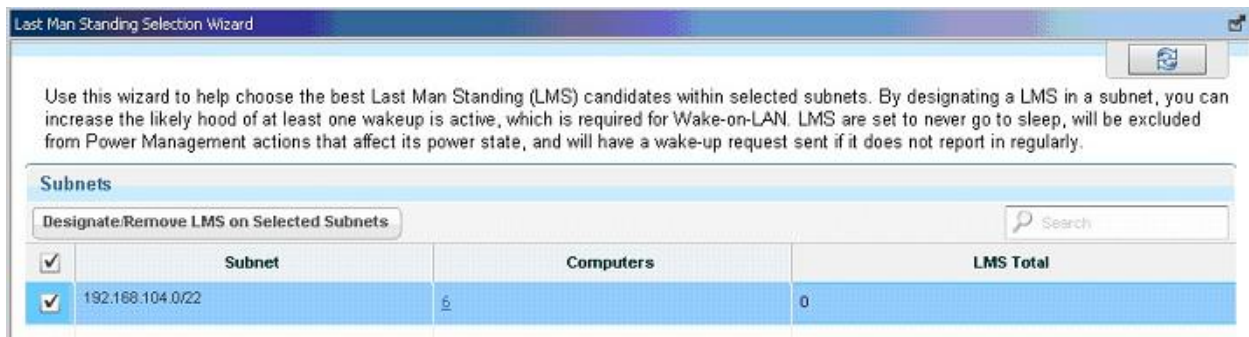 Last Man Standing Selection Wizard
Use this wizard to help choose the best Last Man Standing (LMS) candidates within selected subnets. By designating a LMS in a subnet, you can
increase the likely hood of at least one wakeup is active, which is required for Wake-on-LAN. LMS are set to never go to sleep, will be excluded
from Power Management actions that affect its power state, and will have a wake-up request sent if it does not report in regularly.
Subnets
Designate/Remove LMS on Selected Subnets
Search
Subnet Computers LMS Total
192.168.104.0/22 6 0